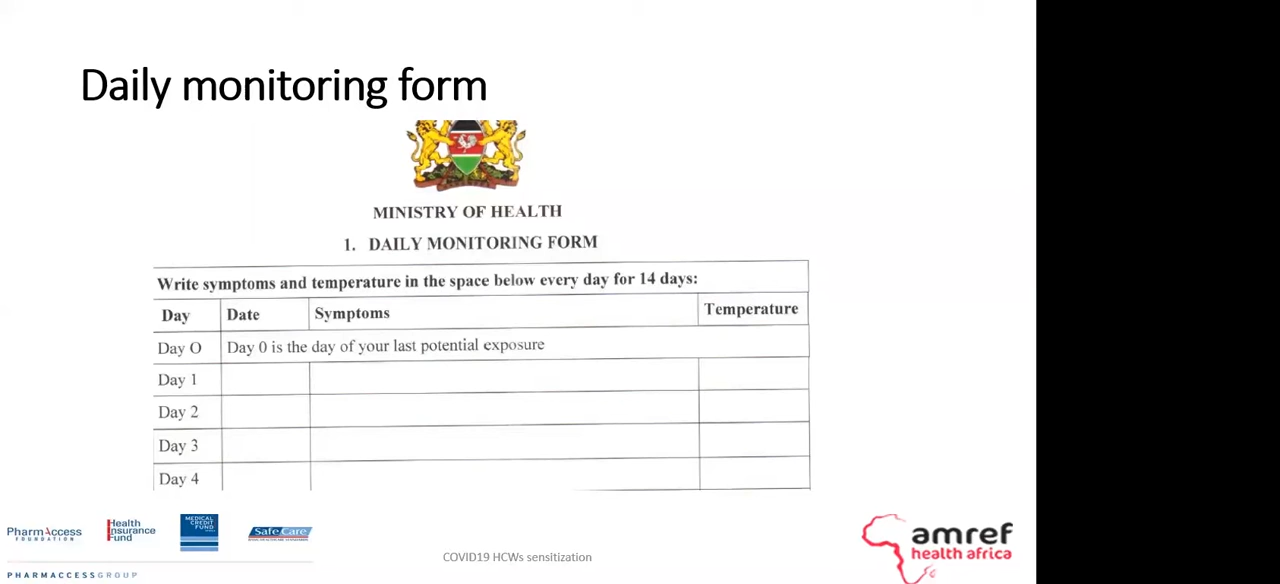 Daily monitoring form
MINISTRY OF HEALTH
1. DAILY MONITORING FORM
Write symptoms and temperature in the space below every day for 14 days:
Day Date Symptoms Temperature
Day O Day 0 is the day of your last potential exposure
Day 1
Day 2
Day 3
Day 4
PharmAccess
FOUNDATION
Health
Insurance
Fund
MEDICAL
CREDIT
FUND
SafeCare
PHARMACCESSGROUP
COVID19 HCWs sensitization
amref
health africa